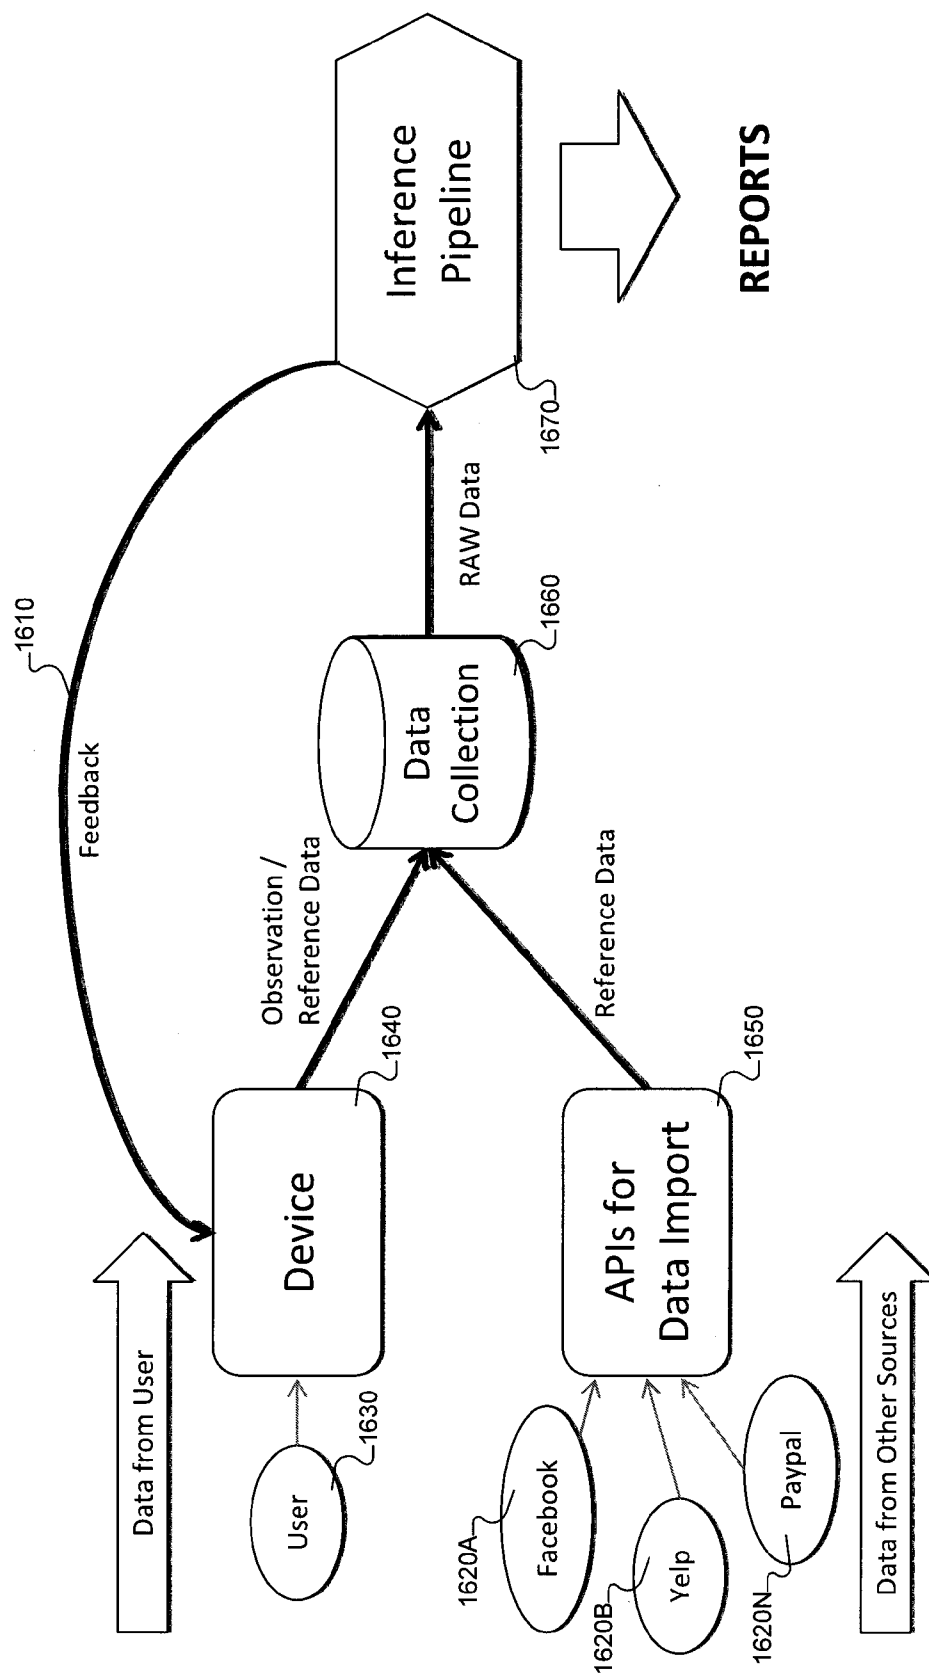 Data from User
User
1630
Device
1640
1620A
Facebook
1620B
Yelp
1620N
Paypal
APIs for
Data Import
1650
Data from Other Sources
Observation /
Reference Data
Reference Data
Feedback
1610
Data
Collection
1660
RAW Data
Inference
Pipeline
1670
REPORTS